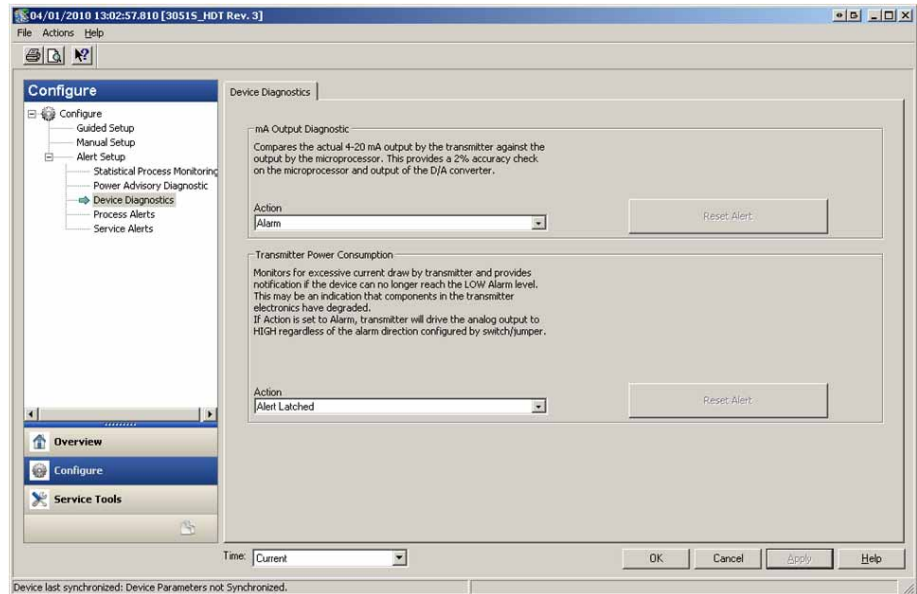 04/01/2010 13:02:57.810 [3051S_HDT Rev. 3]
File Actions Help
Configure
Configure
Guided Setup
Manual Setup
Alert Setup
Statistical Process Monitoring
Power Advisory Diagnostic
Device Diagnostics
Process Alerts
Service Alerts
Overview
Configure
Service Tools
Device Diagnostics
mA Output Diagnostic
Compares the actual 4-20 mA output by the transmitter against the
output by the microprocessor. This provides a 2% accuracy check
on the microprocessor and output of the D/A converter.
Action
Alarm
Reset Alert
Transmitter Power Consumption
Monitors for excessive current draw by transmitter and provides
notification if the device can no longer reach the LOW Alarm level.
This may be an indication that components in the transmitter
electronics have degraded.
If Action is set to Alarm, transmitter will drive the analog output to
HIGH regardless of the alarm direction configured by switch/jumper.
Action
Alert Latched
Reset Alert
Time: Current
OK Cancel Apply Help
Device last synchronized: Device Parameters not Synchronized.